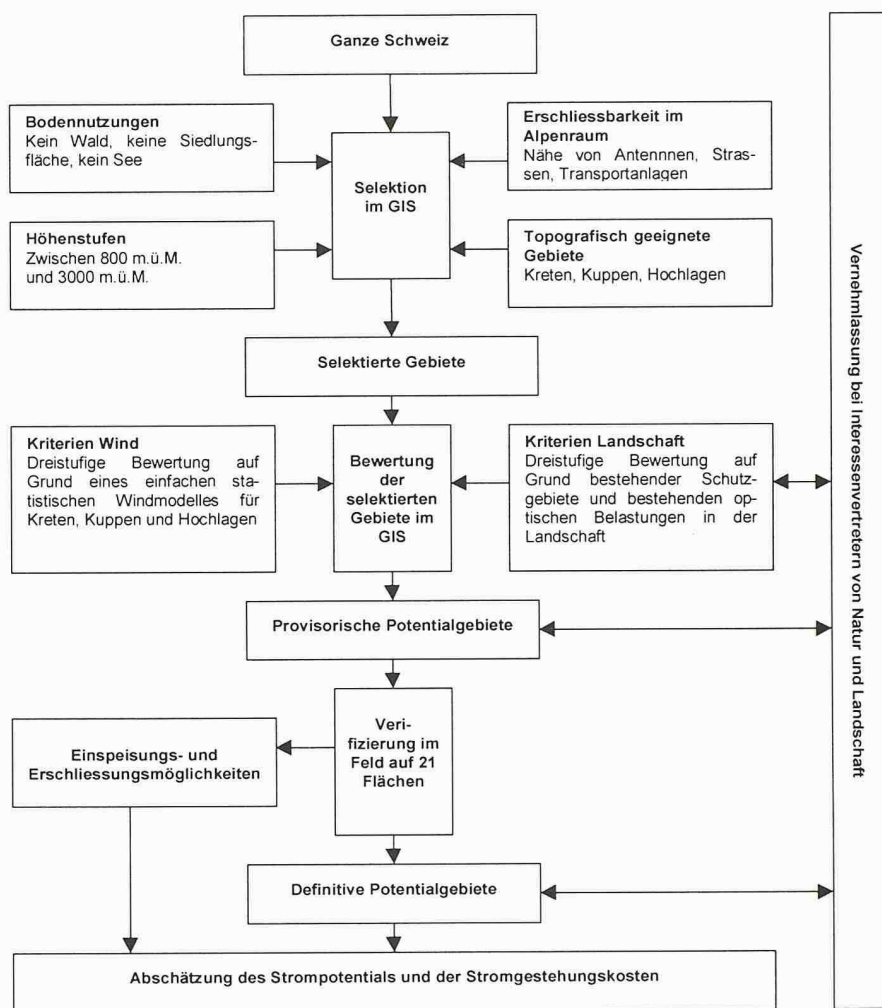 Ganze Schweiz
Bodennutzungen
Kein Wald, keine Siedlungs-
fläche, kein See
Erschliessbarkeit im
Alpenraum
Nähe von Antennnen, Stras-
sen, Transportanlagen
Selektion
im GIS
Höhenstufen
Zwischen 800 m.ü.M.
und 3000 m.ü.M.
Topografisch geeignete
Gebiete
Kreten, Kuppen, Hochlagen
Selektierte Gebiete
Kriterien Wind
Dreistufige Bewertung auf
Grund eines einfachen sta-
tistischen Windmodelles für
Kreten, Kuppen und Hochlagen
Bewertung
der
selektierten
Gebiete im
GIS
Kriterien Landschaft
Dreistufige Bewertung auf
Grund bestehender Schutz-
gebiete und bestehenden op-
tischen Belastungen in der
Landschaft
Provisorische Potentialgebiete
Veri-
fizierung im
Feld auf 21
Flächen
Einspeisungs- und
Erschliessungsmöglichkeiten
Definitive Potentialgebiete
Abschätzung des Strompotentials und der Stromgestehungskosten
Vernehmlassung bei Interessenvertretern von Natur und Landschaft